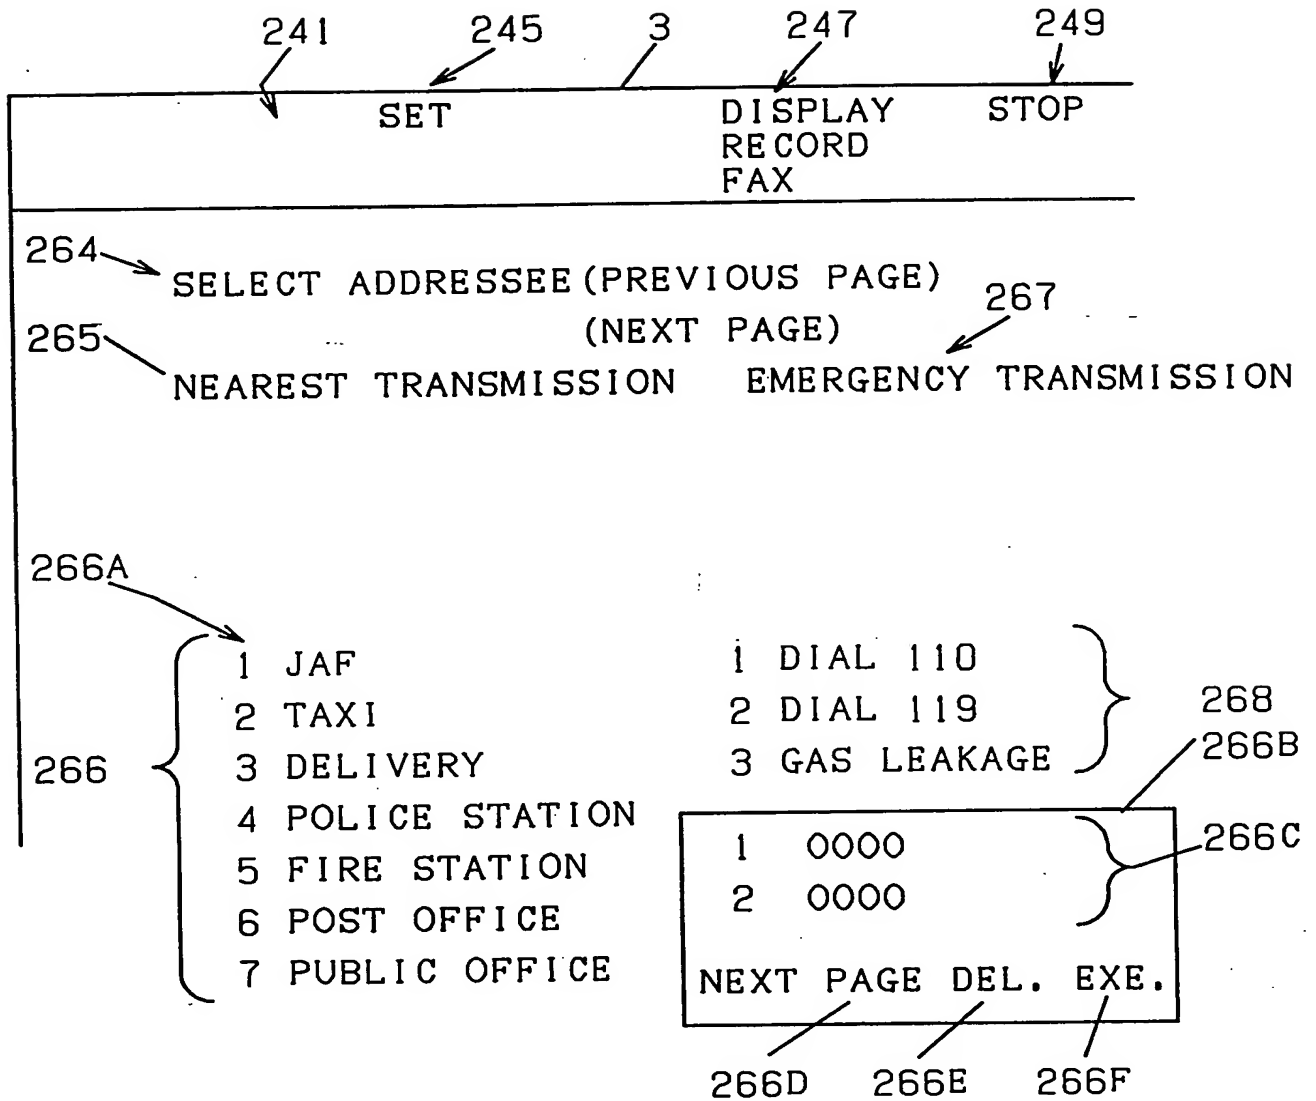 241 245 3 247 249
SET DISPLAY STOP
RECORD
FAX
264
SELECT ADDRESSEE (PREVIOUS PAGE)
267
265 (NEXT PAGE)
NEAREST TRANSMISSION EMERGENCY TRANSMISSION
266A
266
1 JAF
2 TAXI
3 DELIVERY
4 POLICE STATION
5 FIRE STATION
6 POST OFFICE
7 PUBLIC OFFICE
1 DIAL 110
2 DIAL 119
3 GAS LEAKAGE
268
266B
1 0000
2 0000
266C
NEXT PAGE DEL. EXE.
266D 266E 266F